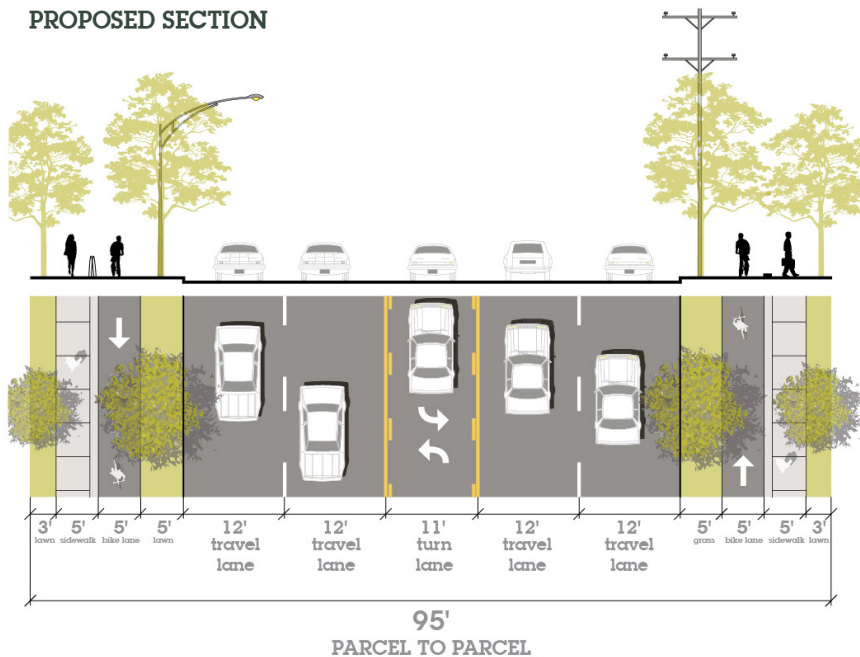 PROPOSED SECTION
3' 5' 5' 5' 12' 12' 11' 12' 12' 5' 5' 5' 3'
lawn sidewalk bike lane lawn travel travel turn travel travel grass bike lane sidewalk lawn
lane lane lane lane lane
95'
PARCEL TO PARCEL